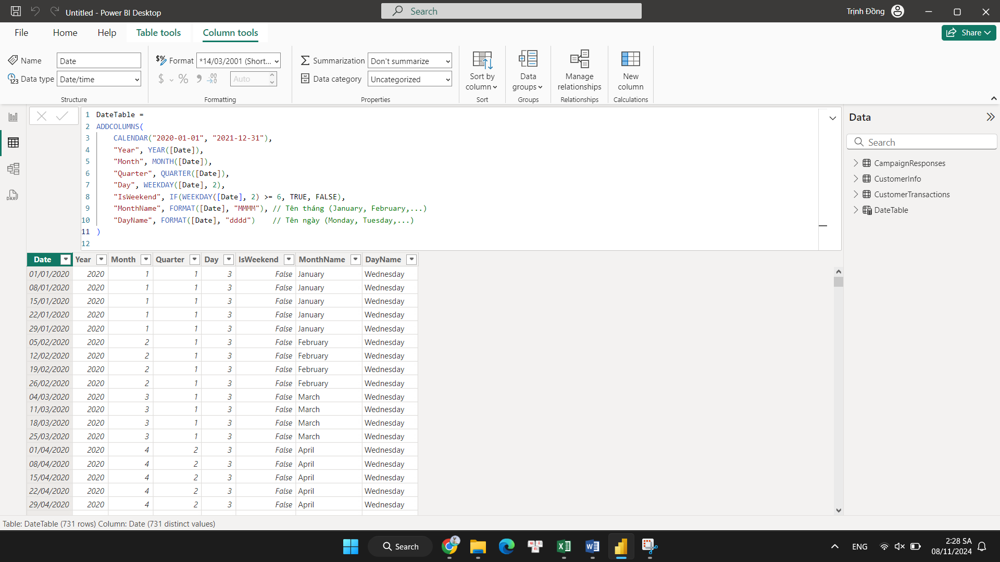 Untitled - Power BI Desktop
Search
Trịnh Đồng
File Home Help Table tools Column tools
Share
Name Date
Data type Date/time
Structure
Format *14/03/2001 (Short...
$ % Auto
Formatting
Summarization Don't summarize
Data category Uncategorized
Properties
Sort by
column
Sort
Data
groups
Groups
Manage
relationships
Relationships
New
column
Calculations
1 DateTable =
2 ADDCOLUMNS(
3 CALENDAR("2020-01-01", "2021-12-31"),
4 "Year", YEAR([Date]),
5 "Month", MONTH([Date]),
6 "Quarter", QUARTER([Date]),
7 "Day", WEEKDAY([Date], 2),
8 "IsWeekend", IF(WEEKDAY([Date], 2) >= 6, TRUE, FALSE),
9 "MonthName", FORMAT([Date], "MMMM"), // Tên tháng (January, February,...)
10 "DayName", FORMAT([Date], "dddd") // Tên ngày (Monday, Tuesday,...)
11 )
12
Date Year Month Quarter Day IsWeekend MonthName DayName
01/01/2020 2020 1 1 3 False January Wednesday
08/01/2020 2020 1 1 3 False January Wednesday
15/01/2020 2020 1 1 3 False January Wednesday
22/01/2020 2020 1 1 3 False January Wednesday
29/01/2020 2020 1 1 3 False January Wednesday
05/02/2020 2020 2 1 3 False February Wednesday
12/02/2020 2020 2 1 3 False February Wednesday
19/02/2020 2020 2 1 3 False February Wednesday
26/02/2020 2020 2 1 3 False February Wednesday
04/03/2020 2020 3 1 3 False March Wednesday
11/03/2020 2020 3 1 3 False March Wednesday
18/03/2020 2020 3 1 3 False March Wednesday
25/03/2020 2020 3 1 3 False March Wednesday
01/04/2020 2020 4 2 3 False April Wednesday
08/04/2020 2020 4 2 3 False April Wednesday
15/04/2020 2020 4 2 3 False April Wednesday
22/04/2020 2020 4 2 3 False April Wednesday
29/04/2020 2020 4 2 3 False April Wednesday
Data
Search
CampaignResponses
CustomerInfo
CustomerTransactions
DateTable
Table: DateTable (731 rows) Column: Date (731 distinct values)
Search
ENG
2:28 SA
08/11/2024